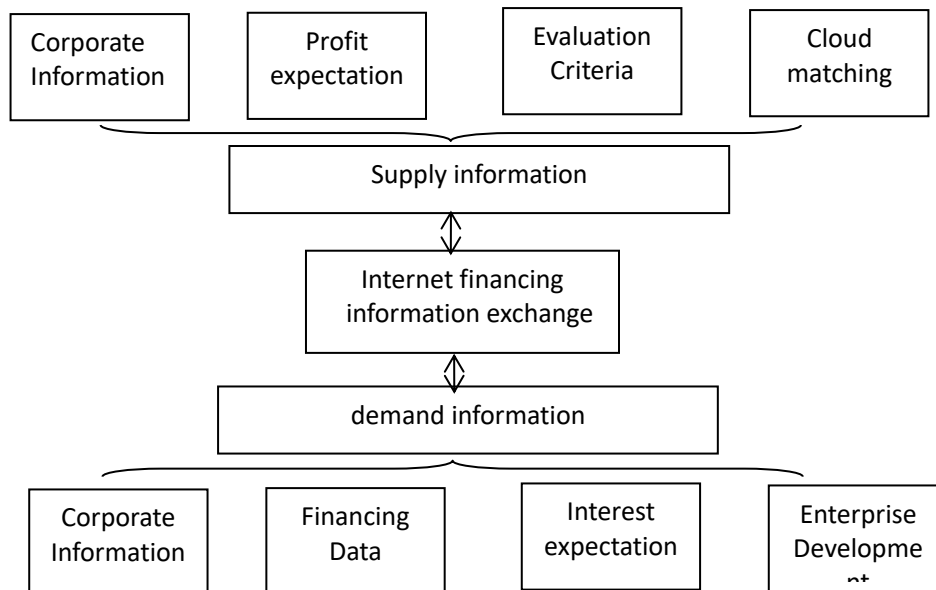 Corporate
Information
Profit
expectation
Evaluation
Criteria
Cloud
matching
Supply information
Internet financing
information exchange
demand information
Corporate
Information
Financing
Data
Interest
expectation
Enterprise
Developme
nt